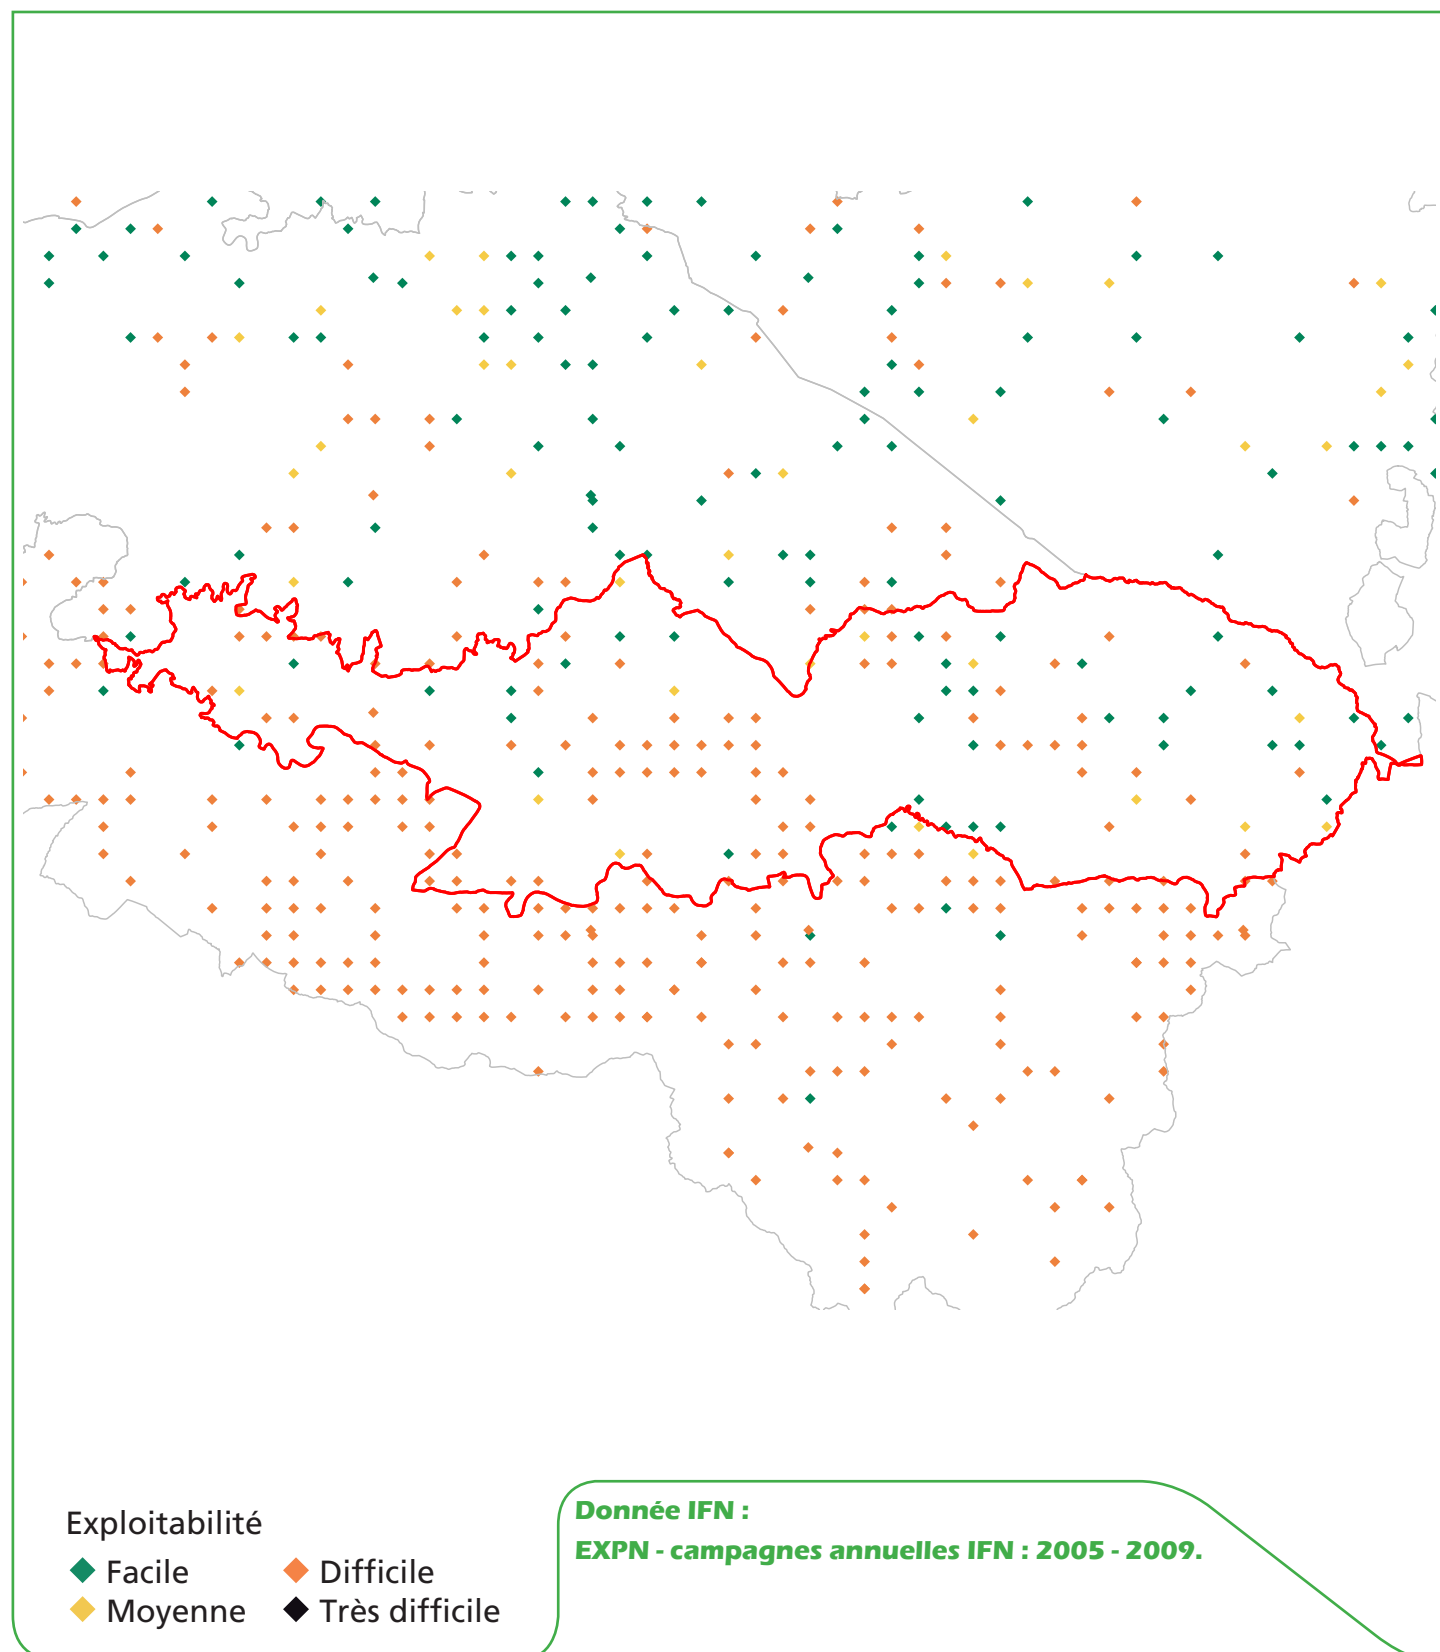 Exploitabilité
Facile
Difficile
Moyenne
Très difficile
Donnée IFN :
EXPN - campagnes annuelles IFN : 2005 - 2009.